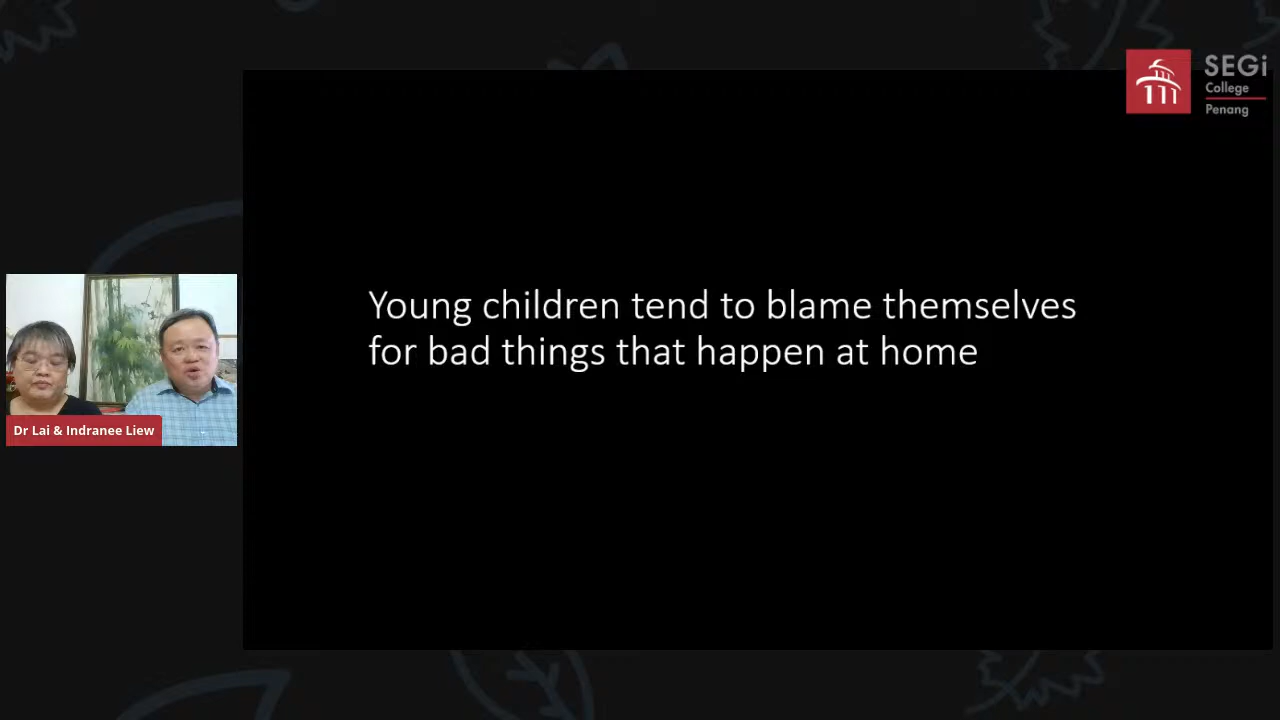 SEGi
College
Penang
Young children tend to blame themselves
for bad things that happen at home
Dr Lai & Indranee Liew